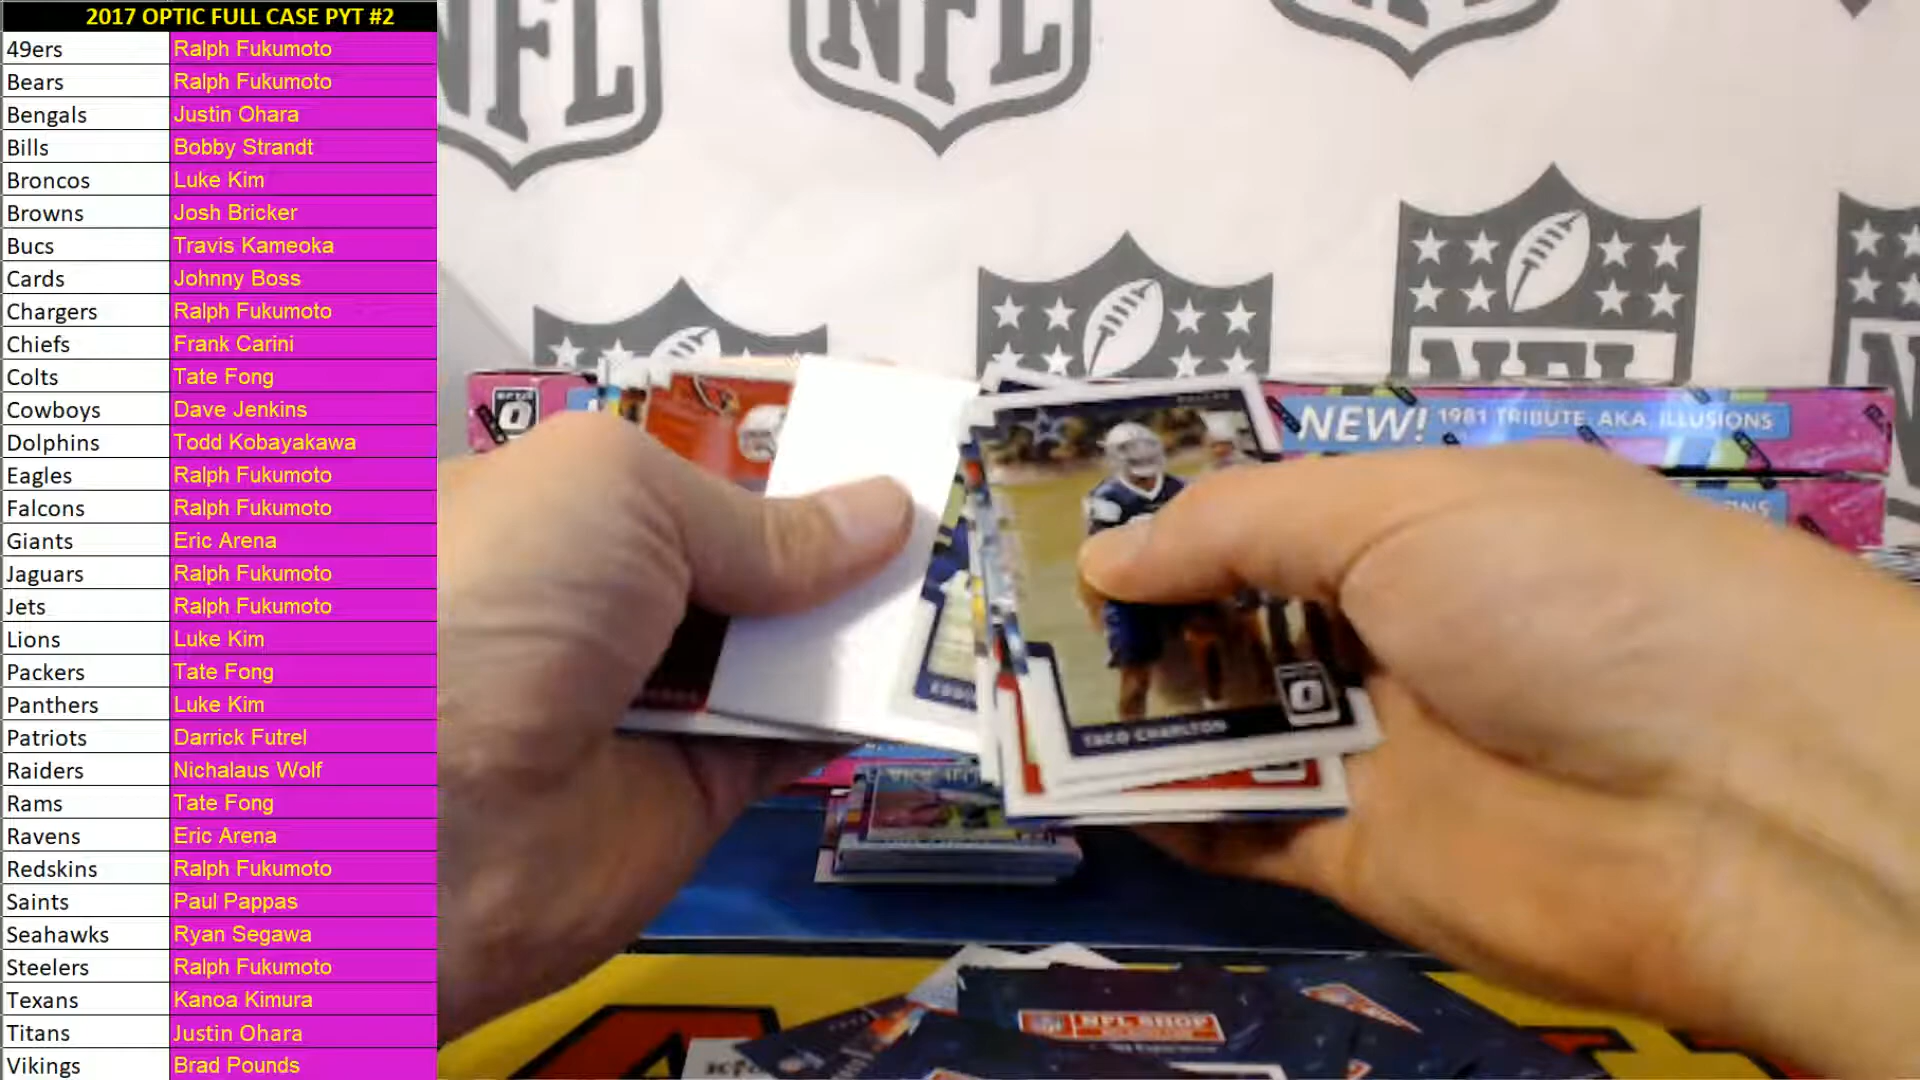 2017 OPTIC FULL CASE PYT #2
49ers Ralph Fukumoto
Bears Ralph Fukumoto
Bengals Justin Ohara
Bills Bobby Strandt
Broncos Luke Kim
Browns Josh Bricker
Bucs Travis Kameoka
Cards Johnny Boss
Chargers Ralph Fukumoto
Chiefs Frank Carini
Colts Tate Fong
Cowboys Dave Jenkins
Dolphins Todd Kobayakawa
Eagles Ralph Fukumoto
Falcons Ralph Fukumoto
Giants Eric Arena
Jaguars Ralph Fukumoto
Jets Ralph Fukumoto
Lions Luke Kim
Packers Tate Fong
Panthers Luke Kim
Patriots Darrick Futrel
Raiders Nichalaus Wolf
Rams Tate Fong
Ravens Eric Arena
Redskins Ralph Fukumoto
Saints Paul Pappas
Seahawks Ryan Segawa
Steelers Ralph Fukumoto
Texans Kanoa Kimura
Titans Justin Ohara
Vikings Brad Pounds
NFL
NFL
NFL
NEW! 1981 TRIBUTE AKA ILLUSIONS
TACO CHARLTON
NFL SHOP